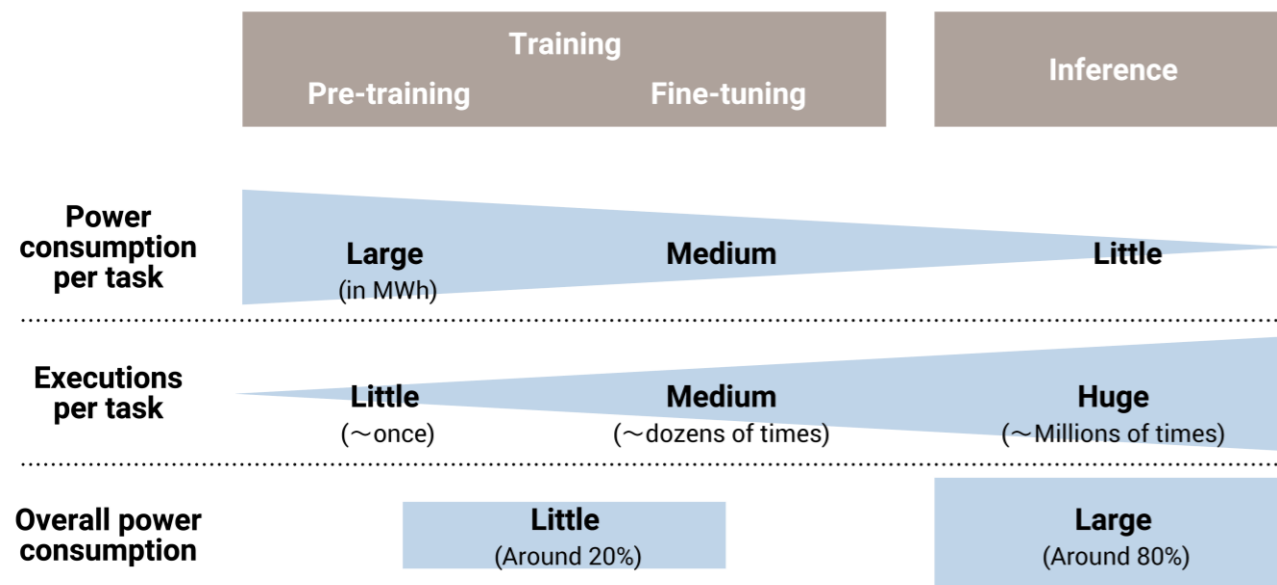 Training
Pre-training
Fine-tuning
Inference
Power
consumption
per task
Large
(in MWh)
Medium
Little
Executions
per task
Little
(～once)
Medium
(～dozens of times)
Huge
(～Millions of times)
Overall power
consumption
Little
(Around 20%)
Large
(Around 80%)